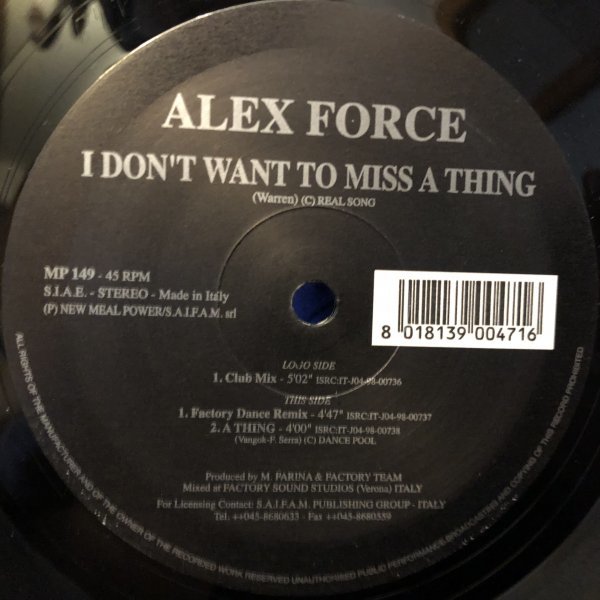 ALEX FORCE
I DON'T WANT TO MISS A THING
(Warren) (C) REAL SONG
MP 149 - 45 RPM
S.I.A.E. - STEREO - Made in Italy
(P) NEW MEAL POWER/S.A.I.F.A.M. srl
8 018139 004716
LOGO SIDE
1. Club Mix - 5'02" ISRC:IT-J04-98-00736
THIS SIDE
1. Factory Dance Remix - 4'47" ISRC:IT-J04-98-00737
2. A THING - 4'00" ISRC:IT-J04-98-00738
(Vangok-F. Serra) (C) DANCE POOL
Produced by M. FARINA & FACTORY TEAM
Mixed at FACTORY SOUND STUDIOS (Verona) ITALY
For Licensing Contact: S.A.I.F.A.M. PUBLISHING GROUP - ITALY
Tel. ++045-8680633 - Fax ++045-8680559
ALL RIGHTS OF THE MANUFACTURER AND OF THE OWNER OF THE RECORDED WORK RESERVED UNAUTHORISED PUBLIC PERFORMANCE BROADCASTING AND COPYING OF THIS RECORD PROHIBITED